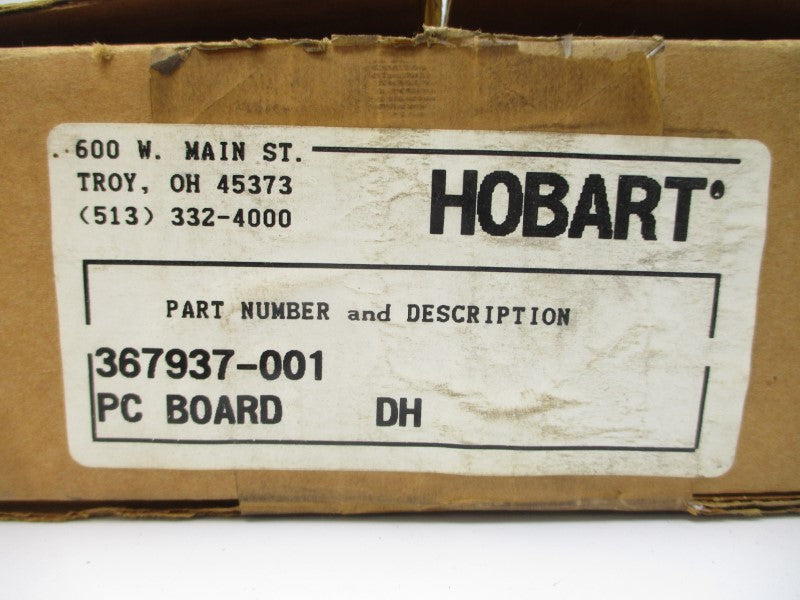 600 W. MAIN ST.
TROY, OH 45373
(513) 332-4000
HOBART
PART NUMBER and DESCRIPTION
367937-001
PC BOARD DH